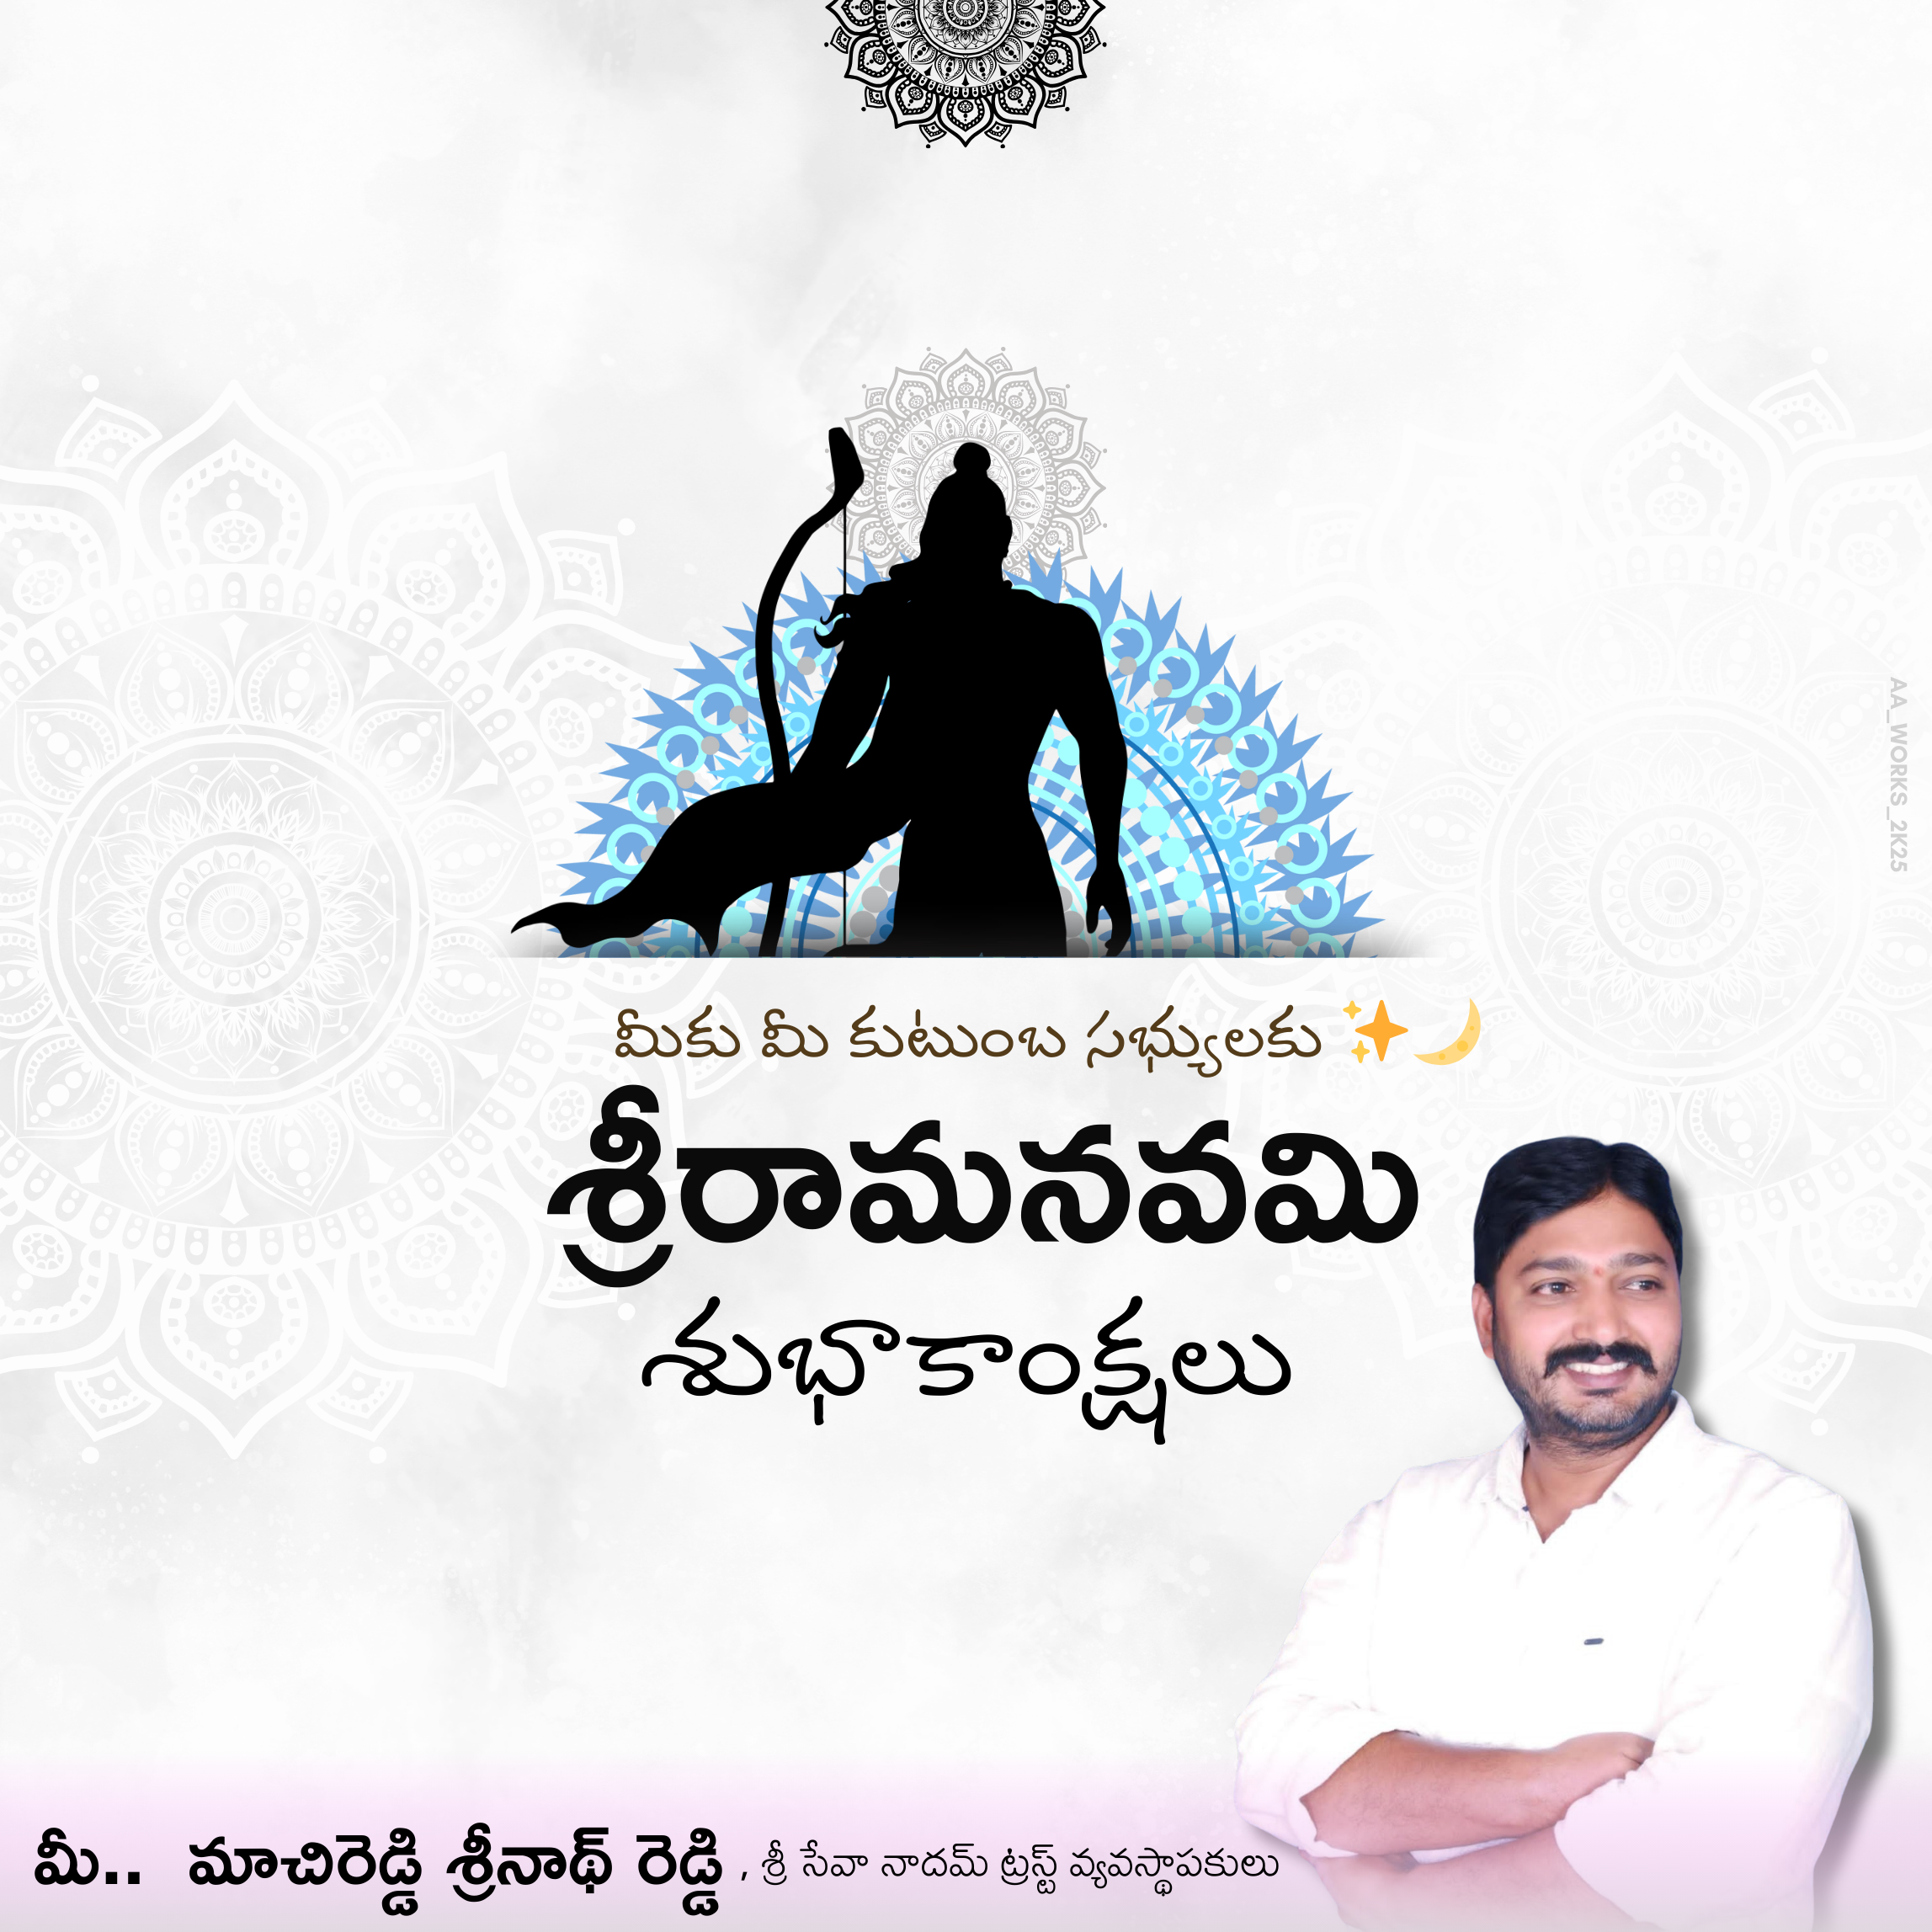 మీకు మీ కుటుంబ సభ్యులకు ✨🌙
శ్రీరామనవమి
శుభాకాంక్షలు
AA_WORKS_2K25
మీ.. మాచిరెడ్డి శ్రీనాథ్ రెడ్డి , శ్రీ సేవా నాదమ్ ట్రస్ట్ వ్యవస్థాపకులు